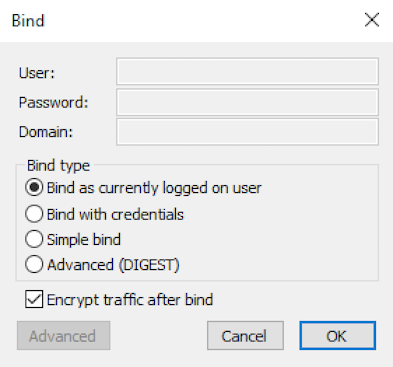 Bind
User:
Password:
Domain:
Bind type
Bind as currently logged on user
Bind with credentials
Simple bind
Advanced (DIGEST)
Encrypt traffic after bind
Advanced Cancel OK